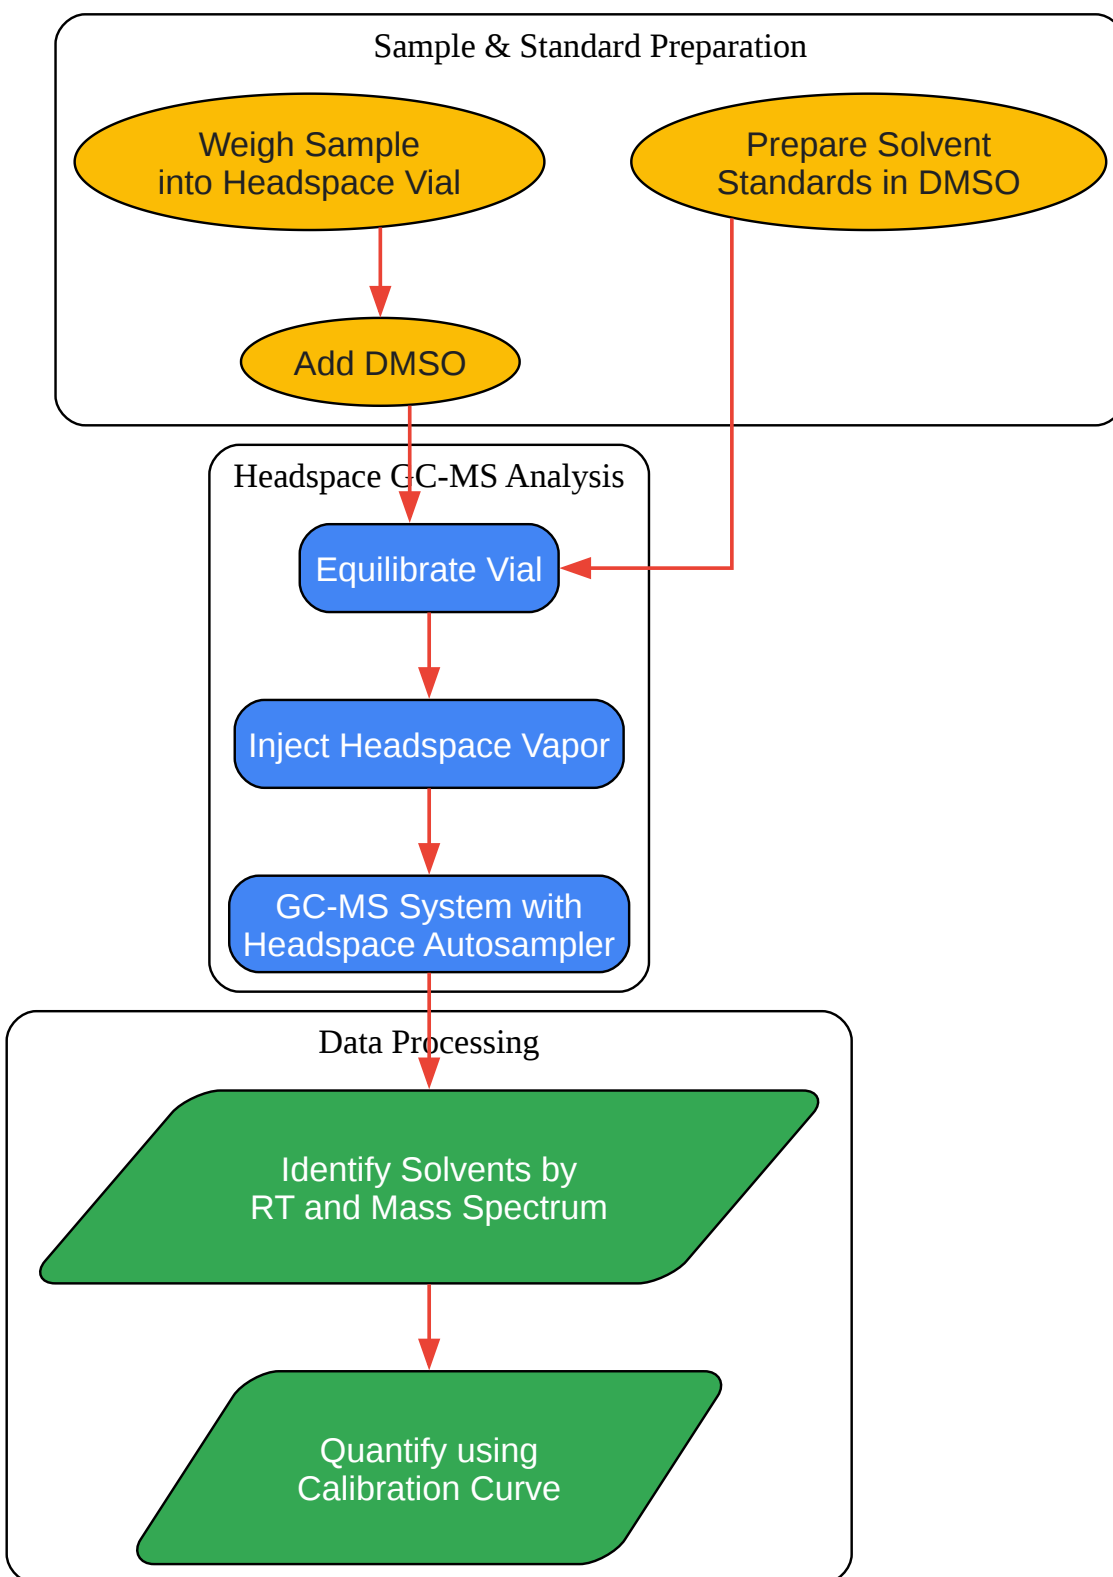 Sample & Standard Preparation
Weigh Sample
into Headspace Vial
Prepare Solvent
Standards in DMSO
Add DMSO
Headspace GC-MS Analysis
Equilibrate Vial
Inject Headspace Vapor
GC-MS System with
Headspace Autosampler
Data Processing
Identify Solvents by
RT and Mass Spectrum
Quantify using
Calibration Curve